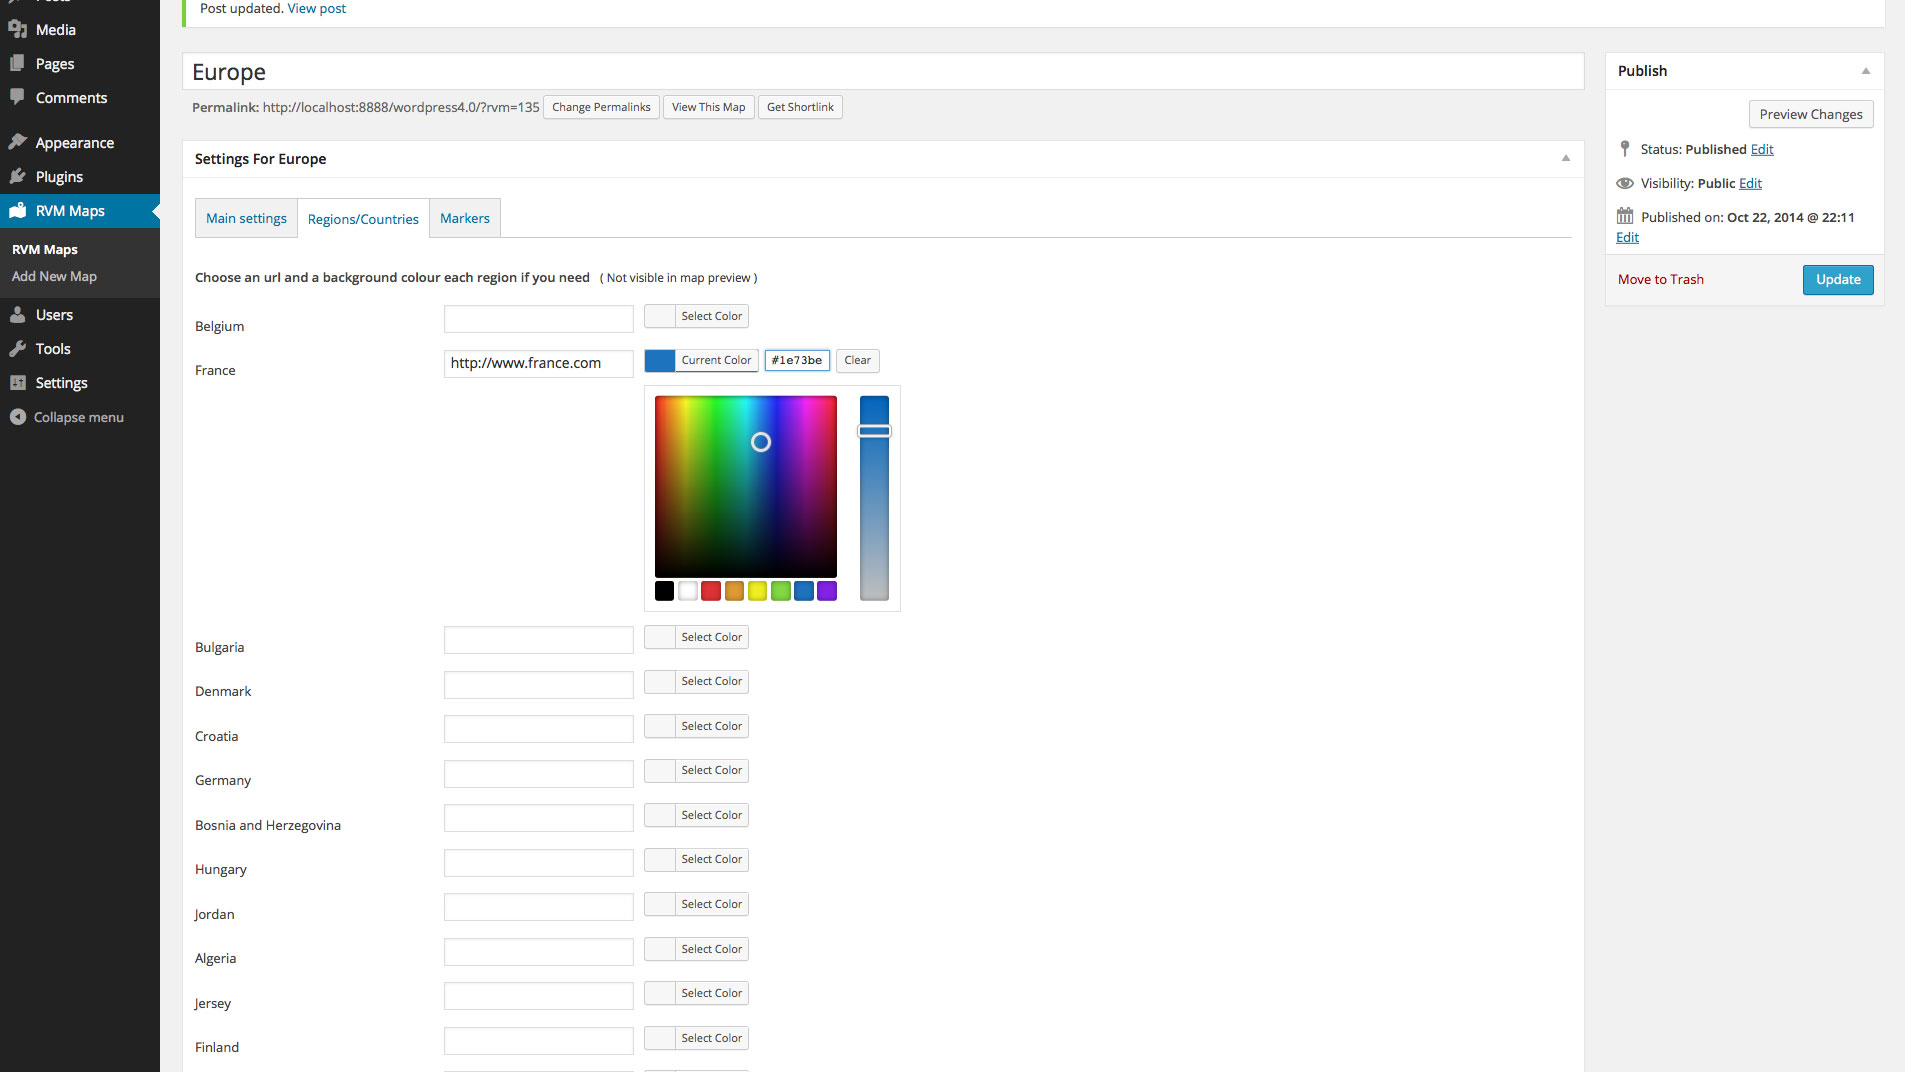 Post updated. View post
Media
Pages
Comments
Appearance
Plugins
RVM Maps
RVM Maps
Add New Map
Users
Tools
Settings
Collapse menu
Europe
Permalink: http://localhost:8888/wordpress4.0/?rvm=135 Change Permalinks View This Map Get Shortlink
Settings For Europe
Main settings Regions/Countries Markers
Choose an url and a background colour each region if you need ( Not visible in map preview )
Belgium Select Color
France http://www.france.com Current Color #1e73be Clear
Bulgaria Select Color
Denmark Select Color
Croatia Select Color
Germany Select Color
Bosnia and Herzegovina Select Color
Hungary Select Color
Jordan Select Color
Algeria Select Color
Jersey Select Color
Finland Select Color
Publish
Preview Changes
Status: Published Edit
Visibility: Public Edit
Published on: Oct 22, 2014 @ 22:11
Edit
Move to Trash Update